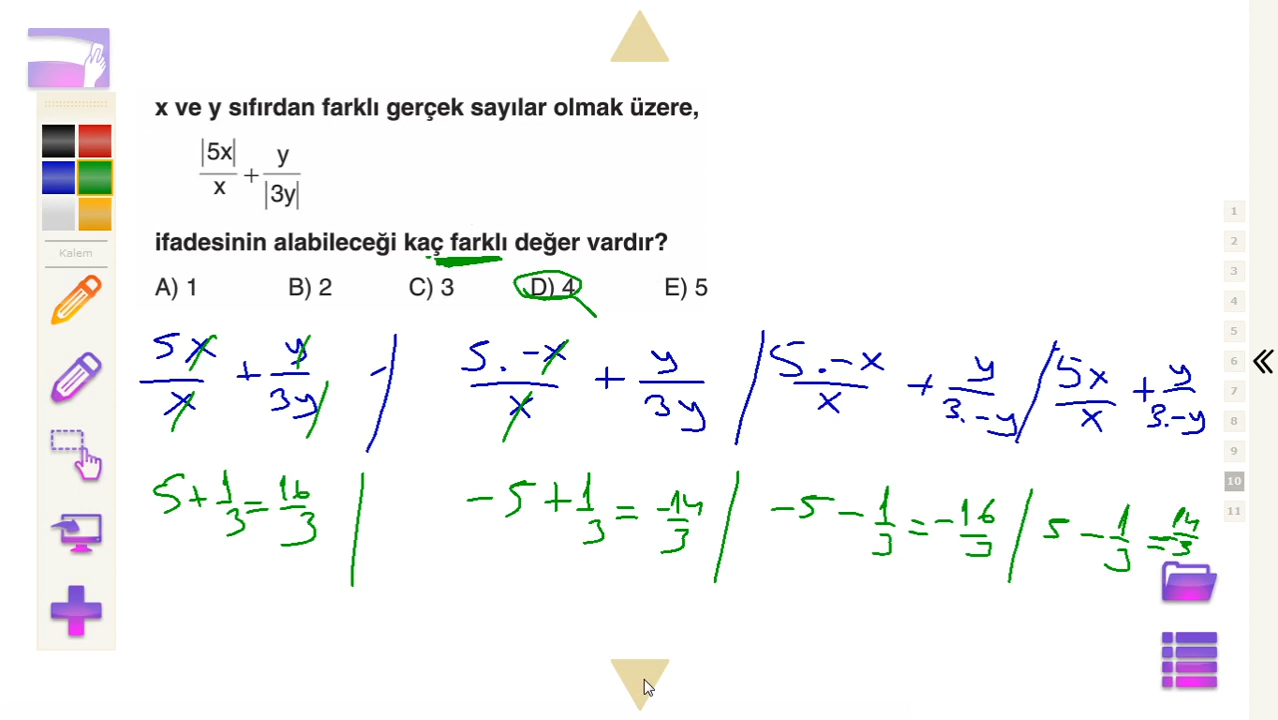 x ve y sıfırdan farklı gerçek sayılar olmak üzere,
|5x|/x + y/|3y|
ifadesinin alabileceği kaç farklı değer vardır?
A) 1 B) 2 C) 3 D) 4 E) 5
Kalem
5x/x + y/3y / 5.-x/x + y/3y / 5.-x/x + y/3.-y / 5x/x + y/3.-y
5+1/3=16/3 / -5+1/3=-14/3 / -5-1/3=-16/3 / 5-1/3=14/3
1
2
3
4
5
6
7
8
9
10
11